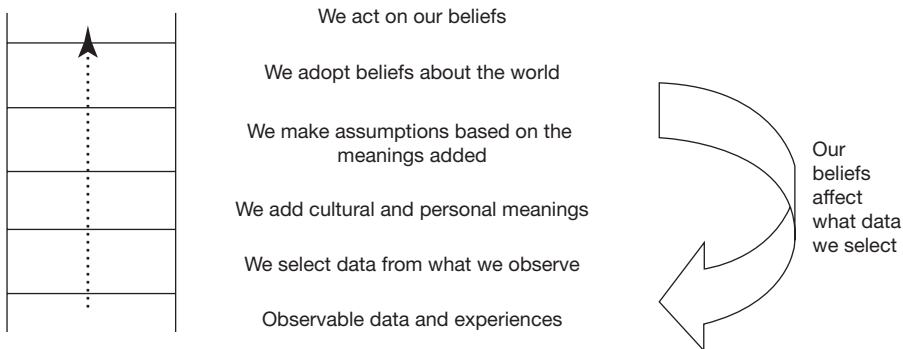 We act on our beliefs
We adopt beliefs about the world
We make assumptions based on the
meanings added
We add cultural and personal meanings
We select data from what we observe
Observable data and experiences
Our
beliefs
affect
what data
we select